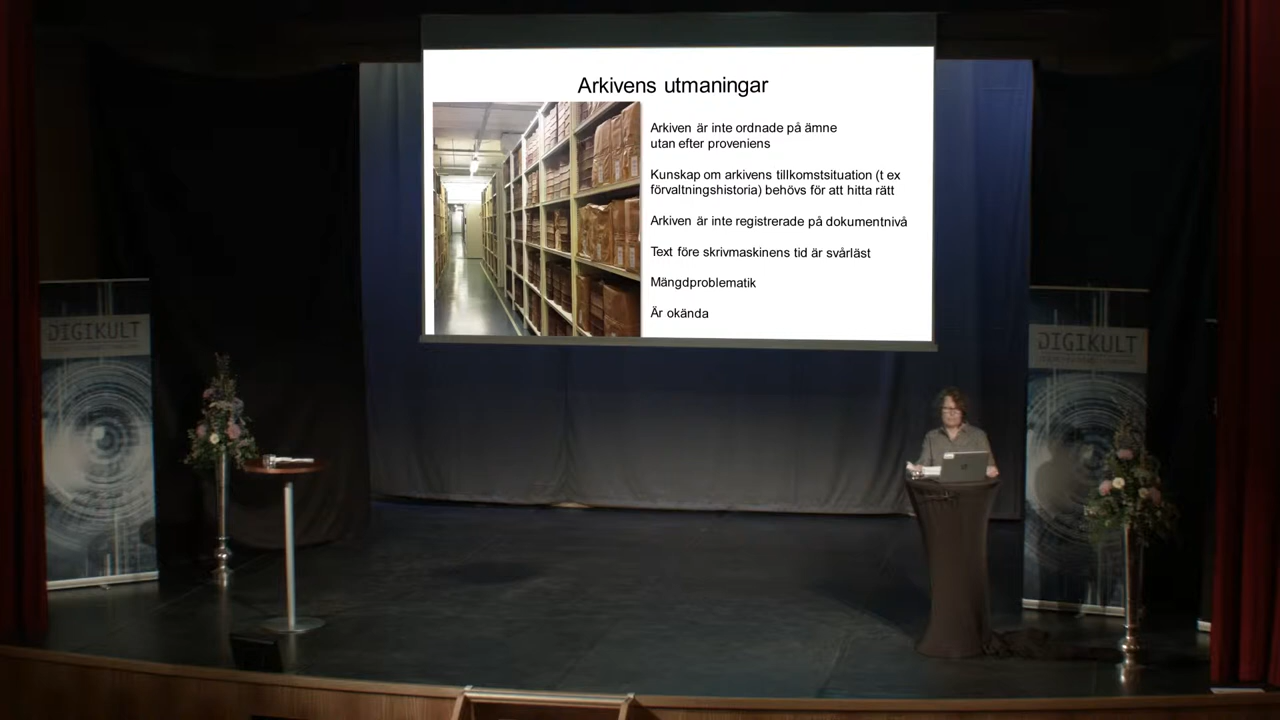 Arkivens utmaningar
Arkiven är inte ordnade på ämne
utan efter proveniens
Kunskap om arkivens tillkomstsituation (t ex
förvaltningshistoria) behövs för att hitta rätt
Arkiven är inte registrerade på dokumentnivå
Text före skrivmaskinens tid är svårläst
Mängdproblematik
Är okända
DIGIKULT
DIGIKULT